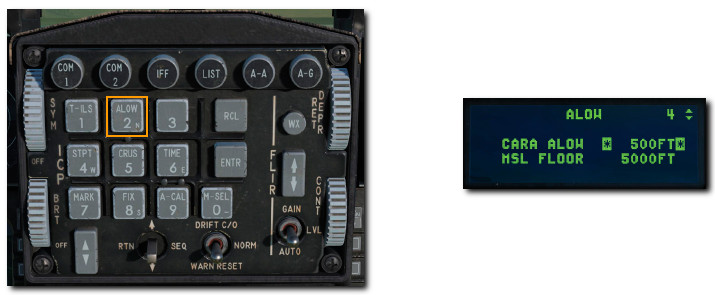 COM 1
COM 2
IFF
LIST
A-A
A-G
SYM
T-ILS 1
ALOW 2 N
3
RCL
RET DEPR
WX
OFF
ICP
STPT 4 W
CRUS 5
TIME 6 E
ENTR
FLIR
BRT
MARK 7
FIX 8 S
A-CAL 9
M-SEL 0 -
CONT
GAIN
LVL
AUTO
DRIFT C/O
NORM
WARN RESET
OFF
RTN
SEQ
ALOW 4
CARA ALOW * 500FT*
MSL FLOOR 5000FT